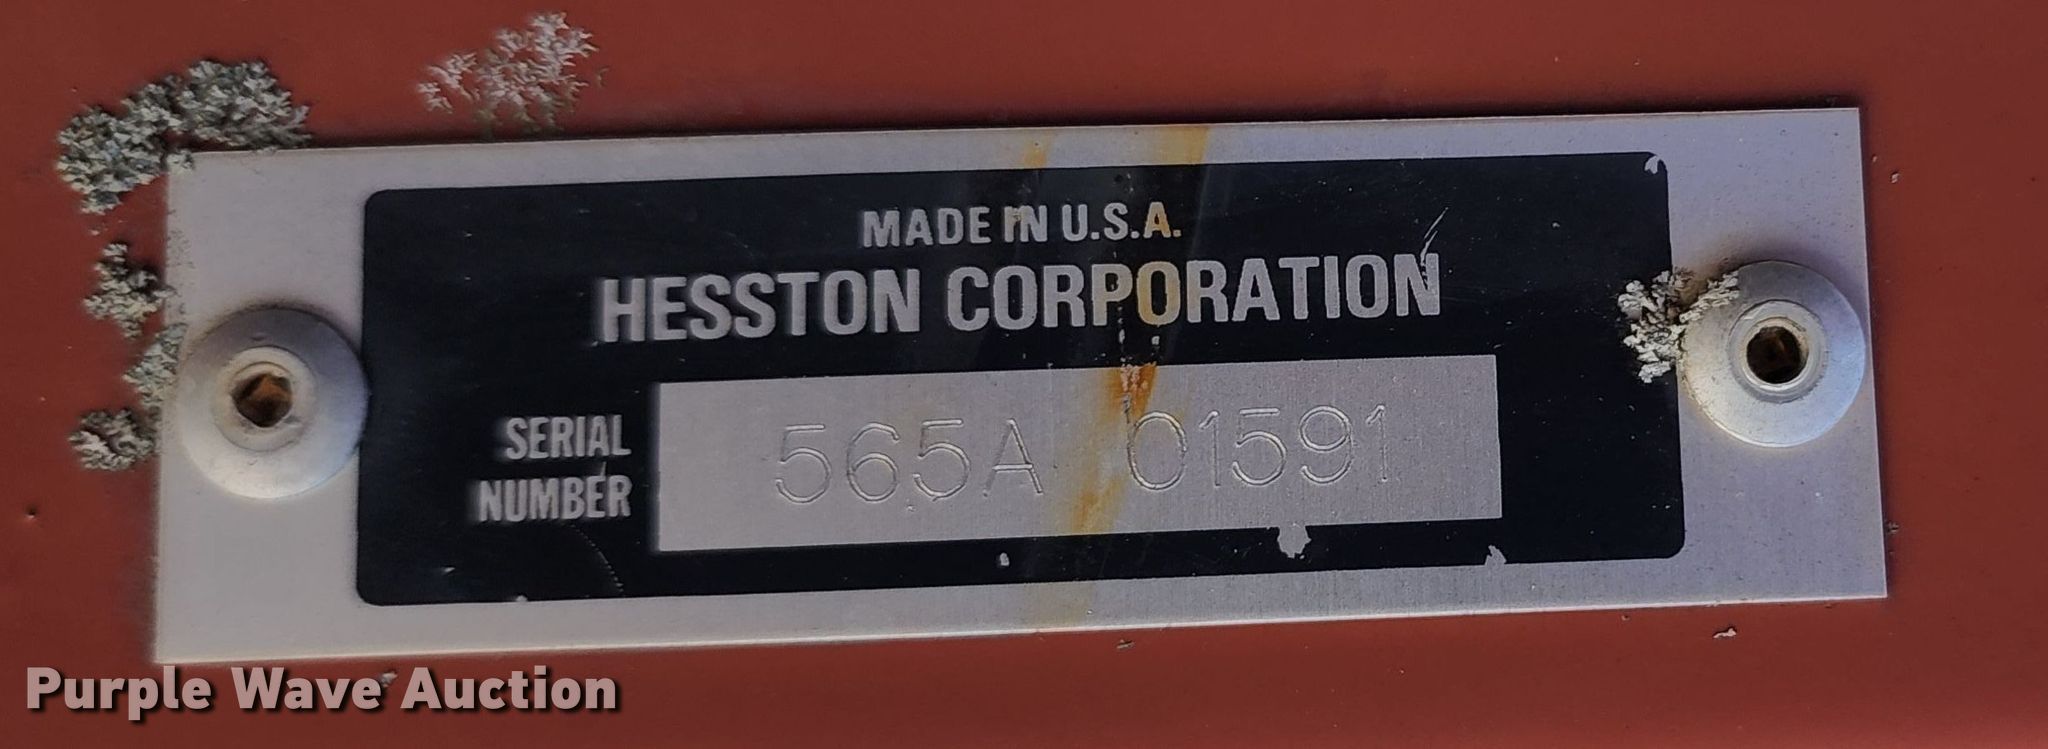 MADE IN U.S.A.
HESSTON CORPORATION
SERIAL
NUMBER
565A 01591
Purple Wave Auction